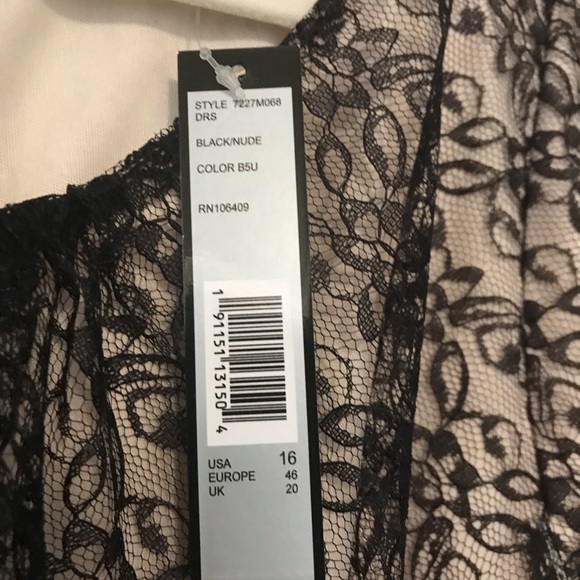 STYLE 7227M068
DRS
BLACK/NUDE
COLOR B5U
RN106409
1 91151 13150 4
USA 16
EUROPE 46
UK 20